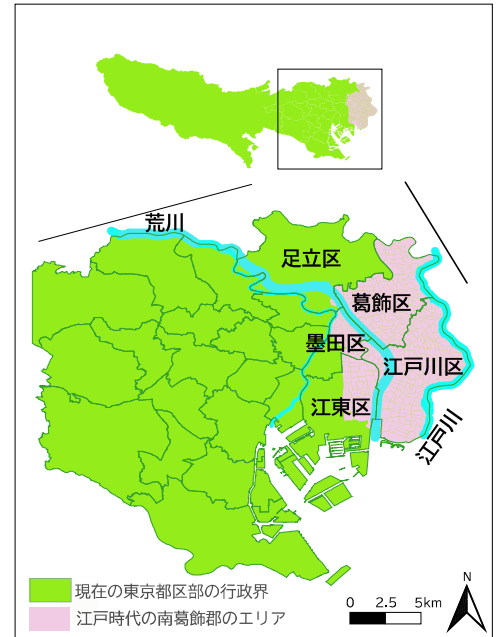 荒川
足立区
葛飾区
墨田区
江戸川区
江東区
江戸川
現在の東京都区部の行政界
江戸時代の南葛飾郡のエリア
0 2.5 5km
N